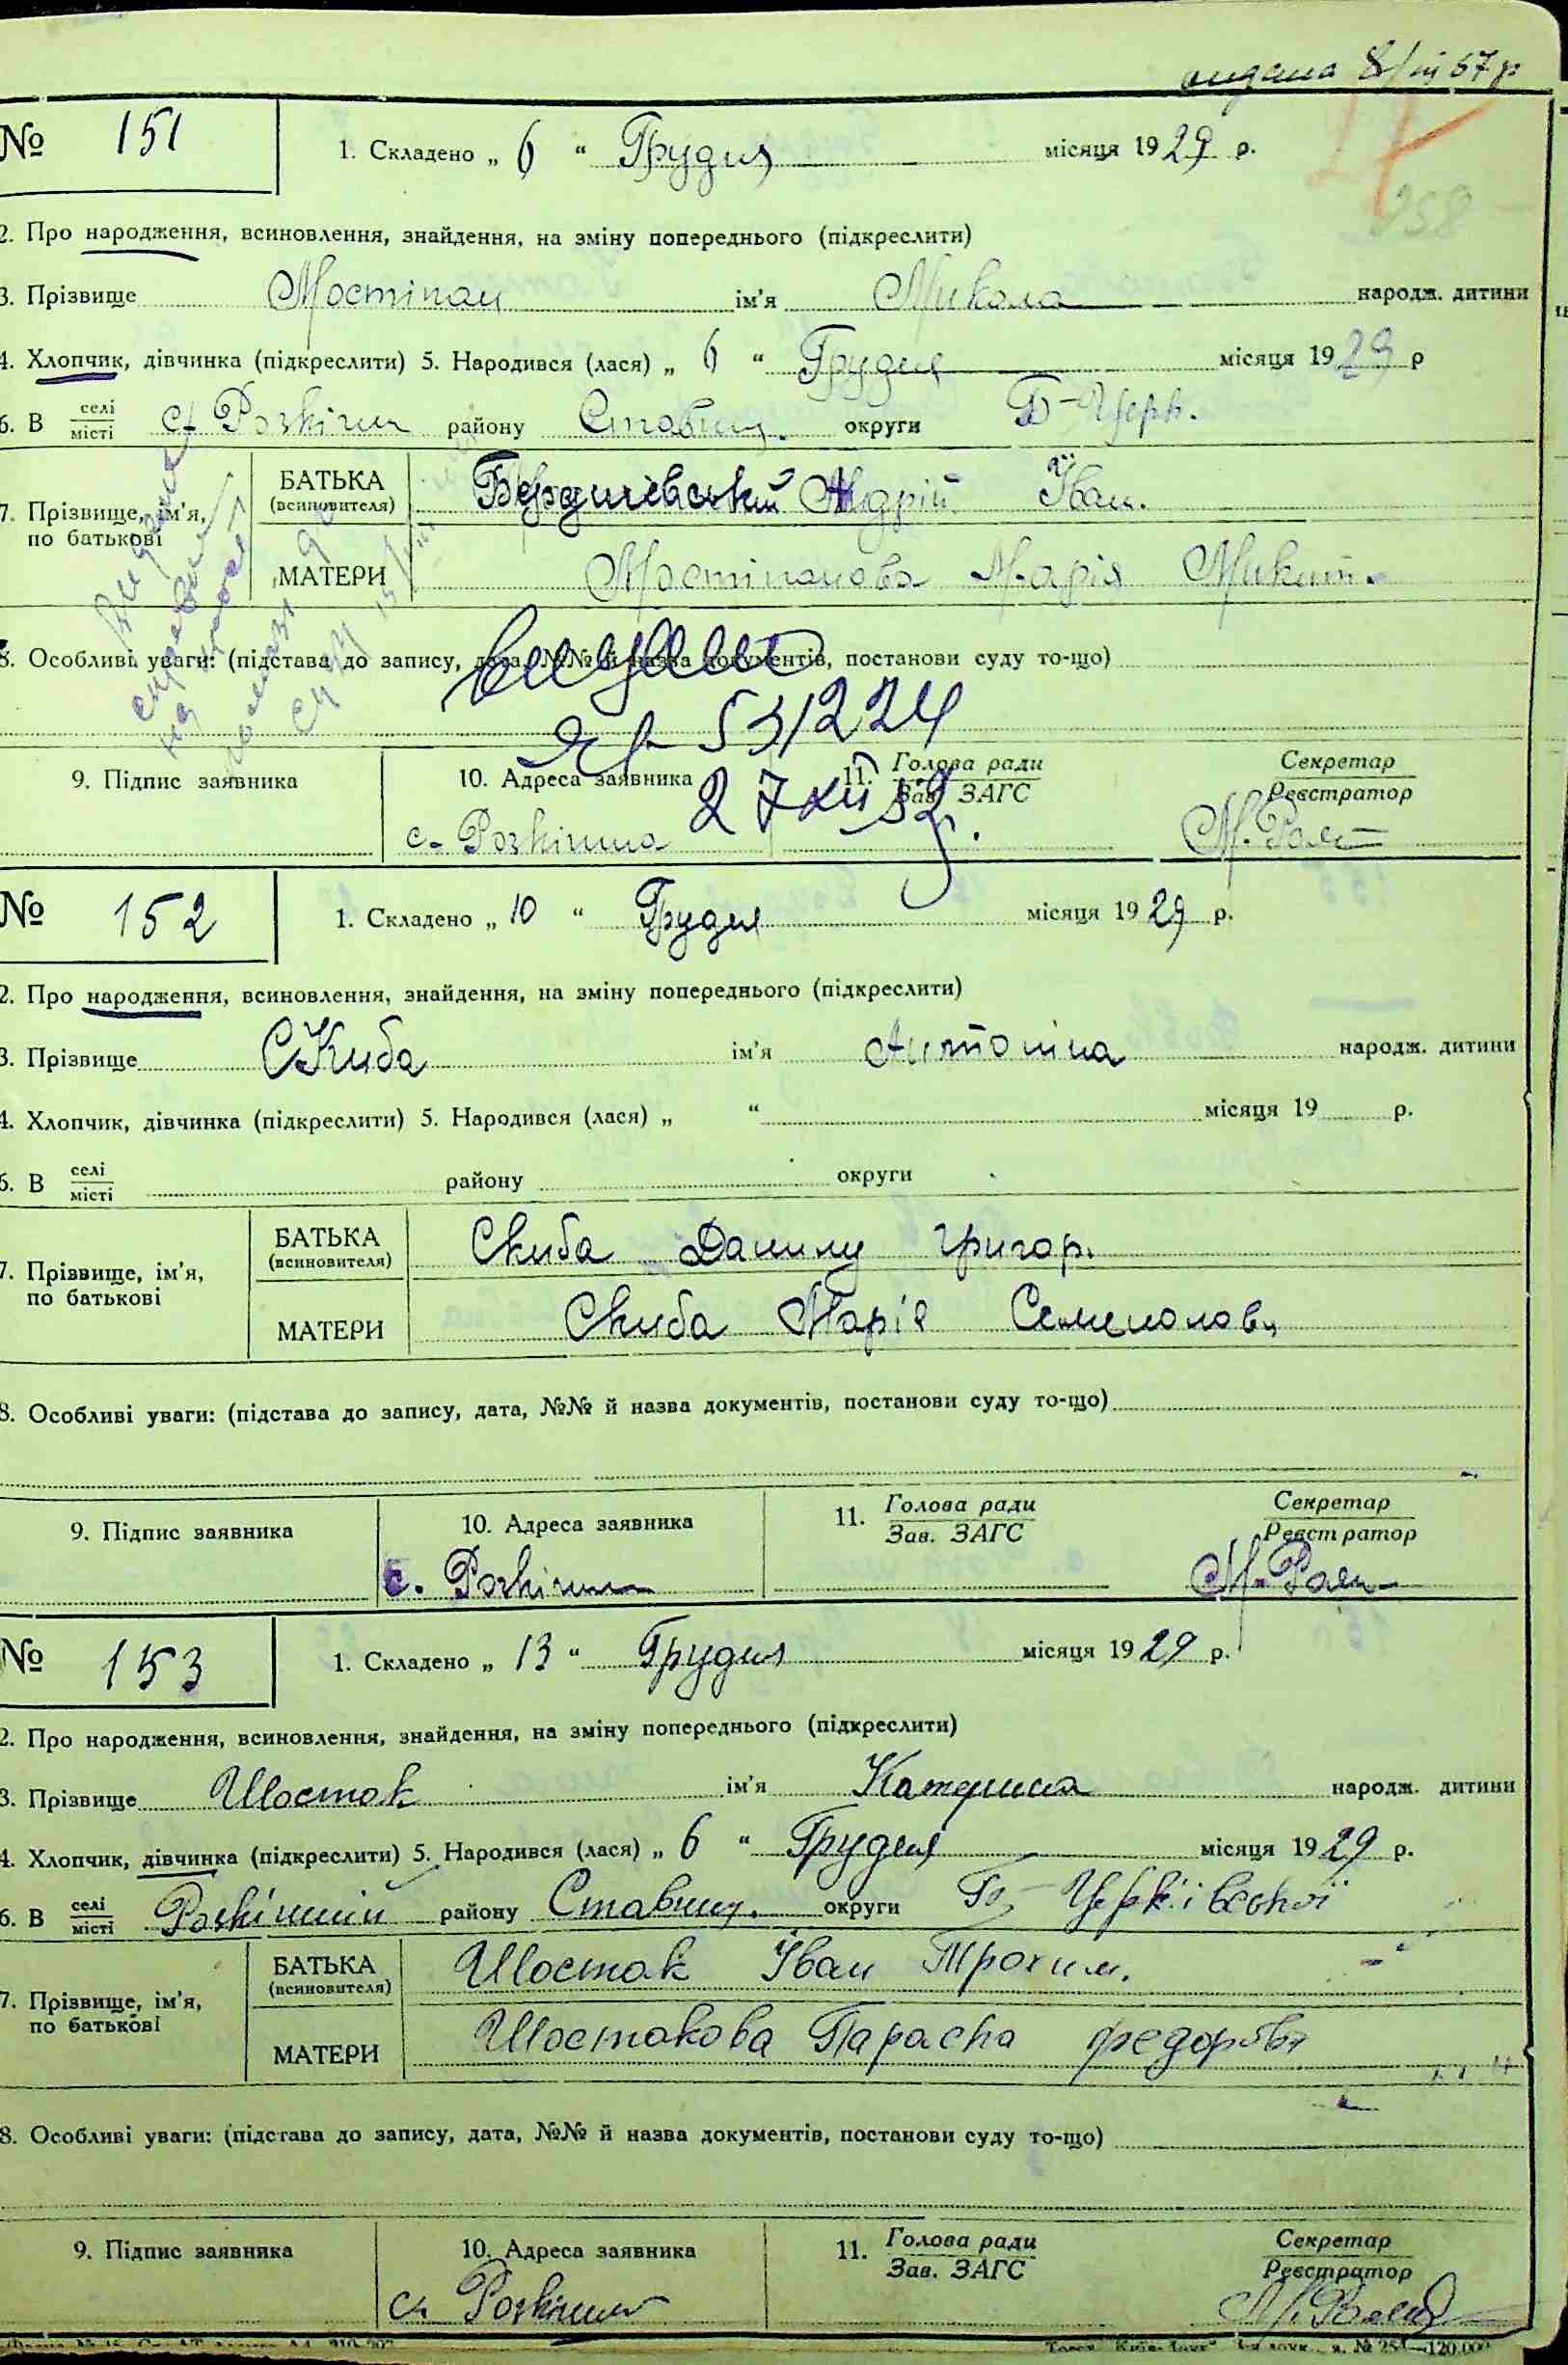 видана 8/III 67 р
№ 151
1. Складено „ 6 “ Грудня місяця 1929 р.
258
2. Про народження, всиновлення, знайдення, на зміну попереднього (підкреслити)
3. Прізвище Мостіпан ім’я Микола народж. дитини
4. Хлопчик, дівчинка (підкреслити) 5. Народився (лася) „ 6 “ Грудня місяця 1929 р
6. В селі місті с. Розкішн району Ставищ. округи Б-Церк.
7. Прізвище, ім’я, по батькові
БАТЬКА (всиновителя) Бердичівський Андрій Іван.
МАТЕРИ Мостіпанова Марія Микит.
8. Особливі уваги: (підстава до запису, дата, №№ й назва документів, постанови суду то-що)
видано
531224
27 XII 52
9. Підпис заявника 10. Адреса заявника 11. Голова ради Зав. ЗАГС Секретар Реєстратор
с. Розкішна
№ 152
1. Складено „ 10 “ Грудня місяця 1929 р.
2. Про народження, всиновлення, знайдення, на зміну попереднього (підкреслити)
3. Прізвище Скиба ім’я Антоніна народж. дитини
4. Хлопчик, дівчинка (підкреслити) 5. Народився (лася) „ “ місяця 19 р.
6. В селі місті району округи
7. Прізвище, ім’я, по батькові
БАТЬКА (всиновителя) Скиба Данилу Григор.
МАТЕРИ Скиба Марія
8. Особливі уваги: (підстава до запису, дата, №№ й назва документів, постанови суду то-що)
9. Підпис заявника 10. Адреса заявника 11. Голова ради Зав. ЗАГС Секретар Реєстратор
с. Розкішна
№ 153
1. Складено „ 13 “ Грудня місяця 1929 р.
2. Про народження, всиновлення, знайдення, на зміну попереднього (підкреслити)
3. Прізвище Шостак ім’я Катерина народж. дитини
4. Хлопчик, дівчинка (підкреслити) 5. Народився (лася) „ 6 “ Грудня місяця 1929 р.
6. В селі місті Розкішній району Ставищ. округи Б-Церківської
7. Прізвище, ім’я, по батькові
БАТЬКА (всиновителя) Шостак Іван Трохим.
МАТЕРИ Шостакова Параска Федоровн
8. Особливі уваги: (підстава до запису, дата, №№ й назва документів, постанови суду то-що)
9. Підпис заявника 10. Адреса заявника 11. Голова ради Зав. ЗАГС Секретар Реєстратор
с. Розкішна